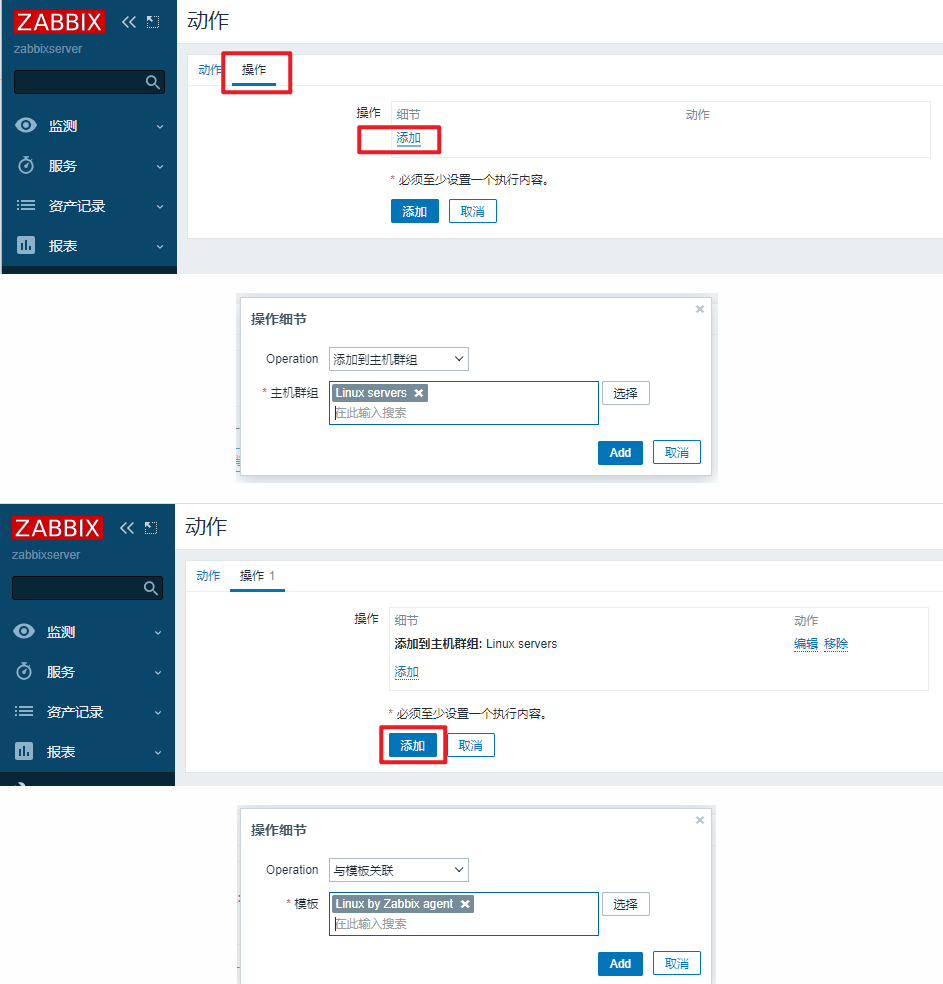 ZABBIX
zabbixserver
监测
服务
资产记录
报表
动作
动作 操作
操作 细节 动作
添加
* 必须至少设置一个执行内容。
添加 取消
操作细节
Operation 添加到主机群组
* 主机群组 Linux servers 选择
在此输入搜索
Add 取消
ZABBIX
zabbixserver
监测
服务
资产记录
报表
动作
动作 操作 1
操作 细节 动作
添加到主机群组: Linux servers 编辑 移除
添加
* 必须至少设置一个执行内容。
添加 取消
操作细节
Operation 与模板关联
* 模板 Linux by Zabbix agent 选择
在此输入搜索
Add 取消